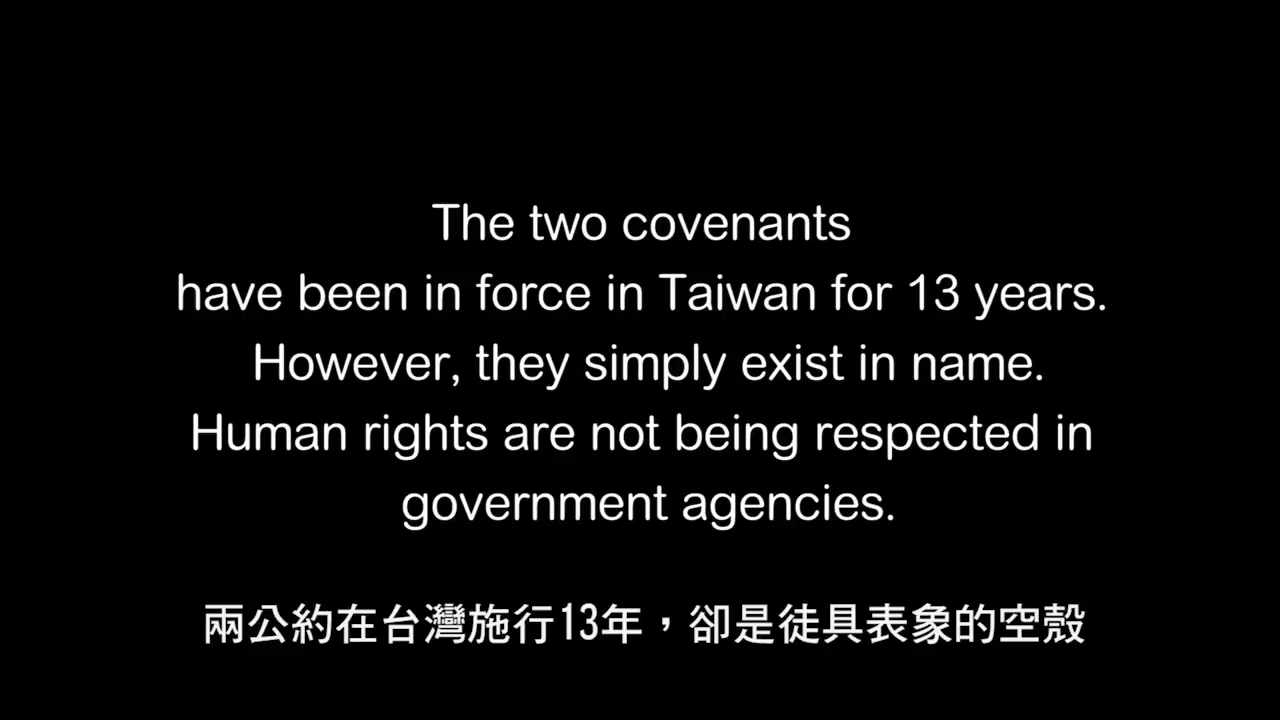 The two covenants
have been in force in Taiwan for 13 years.
However, they simply exist in name.
Human rights are not being respected in
government agencies.
兩公約在台灣施行13年，卻是徒具表象的空殼